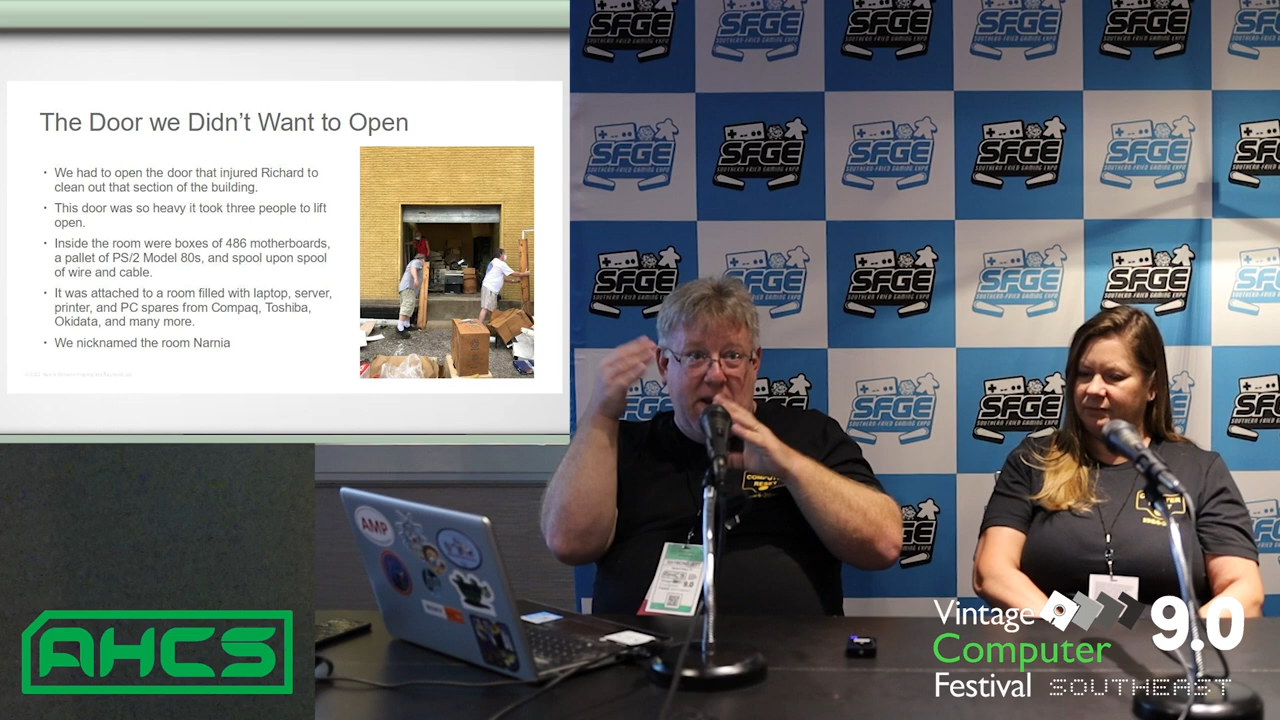 The Door we Didn't Want to Open
• We had to open the door that injured Richard to
clean out that section of the building.
• This door was so heavy it took three people to lift
open.
• Inside the room were boxes of 486 motherboards,
a pallet of PS/2 Model 80s, and spool upon spool
of wire and cable.
• It was attached to a room filled with laptop, server,
printer, and PC spares from Compaq, Toshiba,
Okidata, and many more.
• We nicknamed the room Narnia
SFGE
SOUTHERN-FRIED GAMING EXPO
COMPUTER
RESET
AMP
AHCS
Vintage
Computer
Festival
9.0
SOUTHEAST